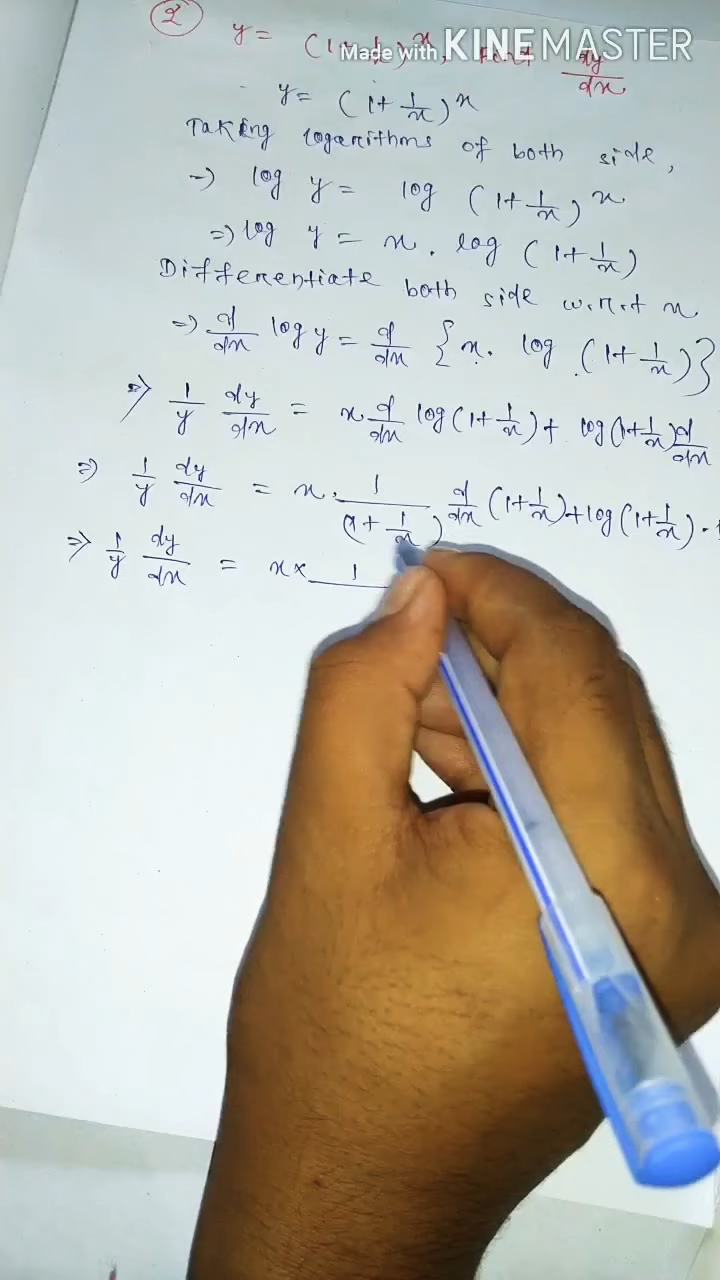 ② y = (1+1/x)^x, find dy/dx
Made with KINEMASTER
y = (1+1/x)^x
Taking logarithms of both side,
=> log y = log (1+1/x)^x
=> log y = x. log (1+1/x)
Differentiate both side w.r.t x
=> d/dx log y = d/dx {x. log (1+1/x)}
=> 1/y dy/dx = x d/dx log(1+1/x) + log(1+1/x) d/dx
=> 1/y dy/dx = x. 1/(1+1/x) d/dx (1+1/x) + log(1+1/x).1
=> 1/y dy/dx = x × 1